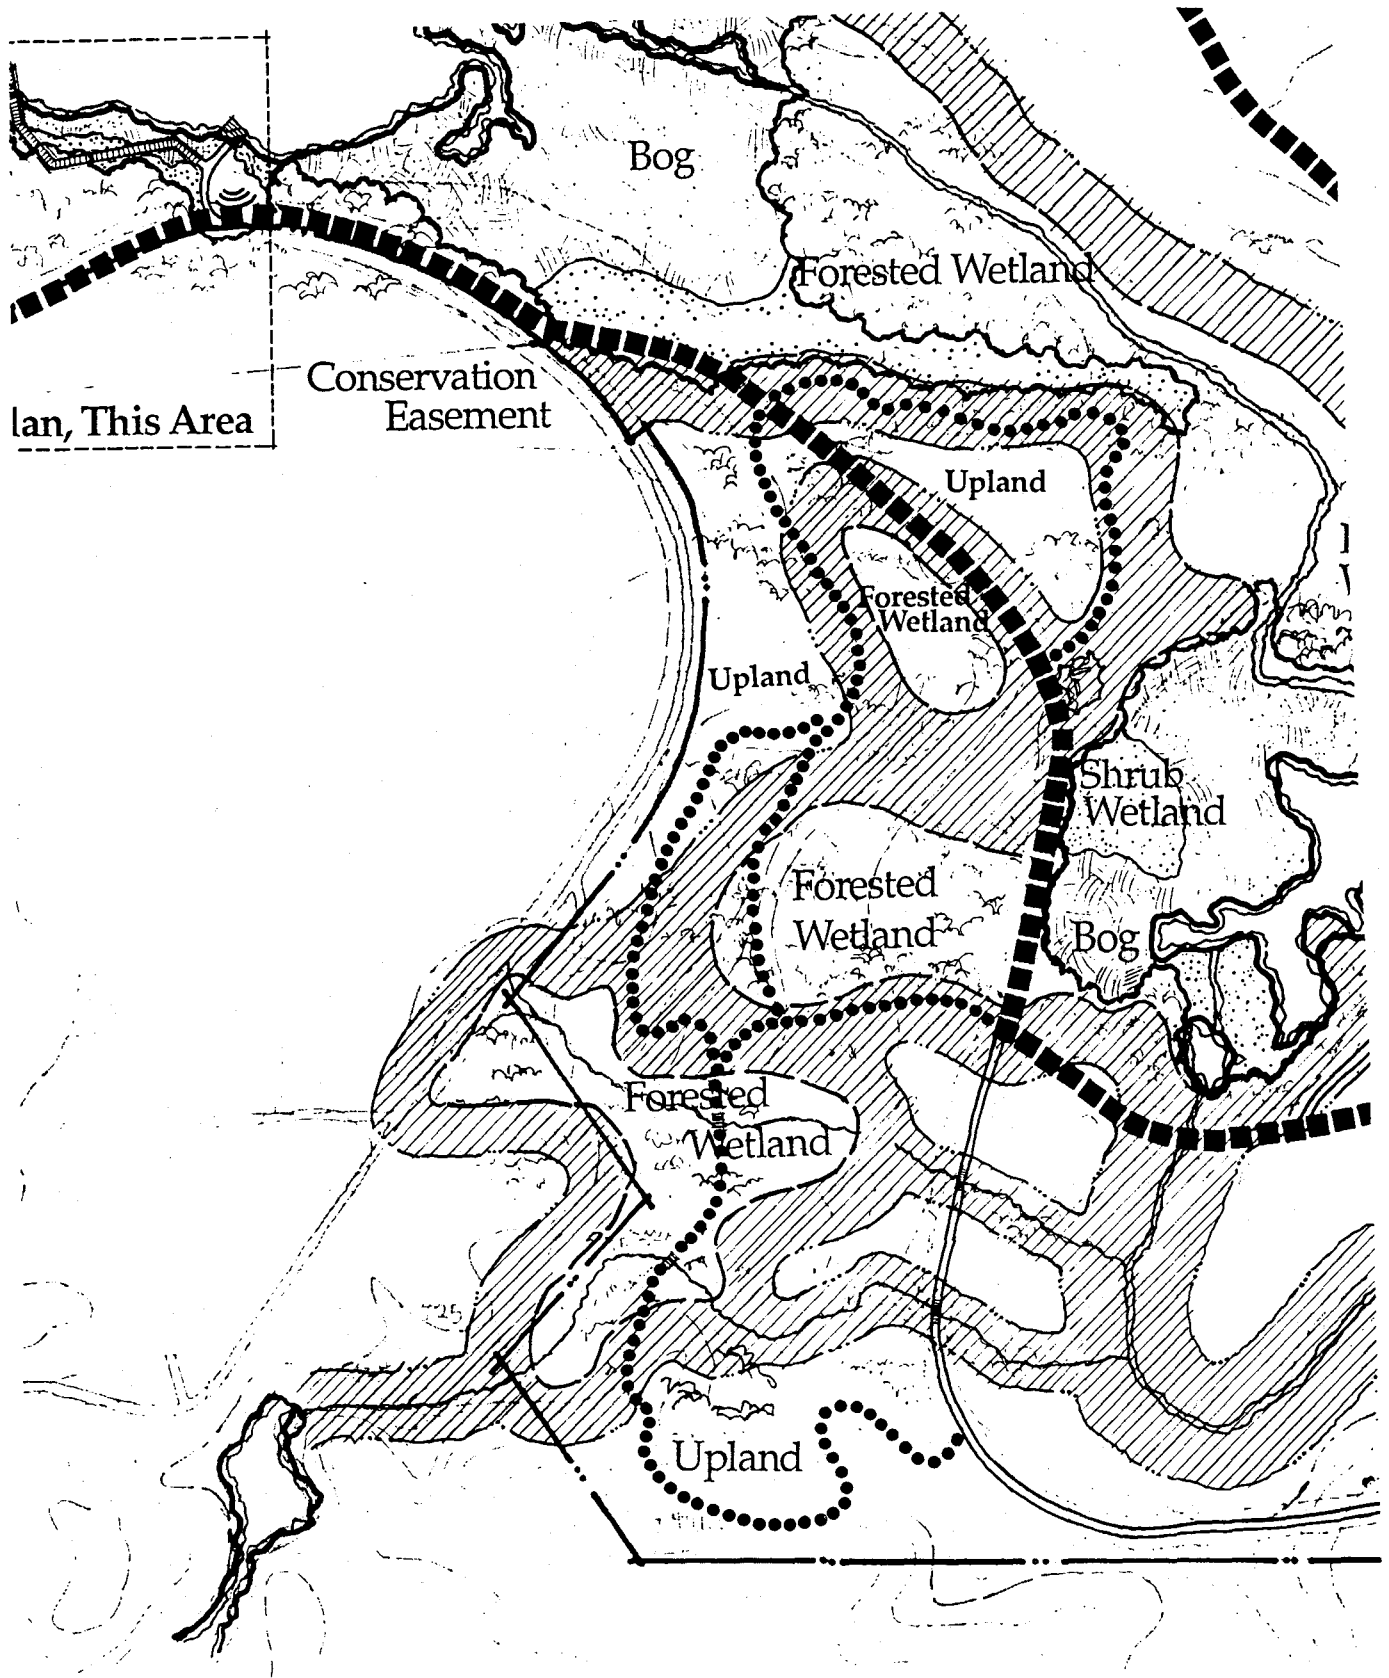 Bog
Forested Wetland
Conservation
Easement
lan, This Area
Upland
Forested
Wetland
Upland
Shrub
Wetland
Forested
Wetland
Bog
Forested
Wetland
Upland